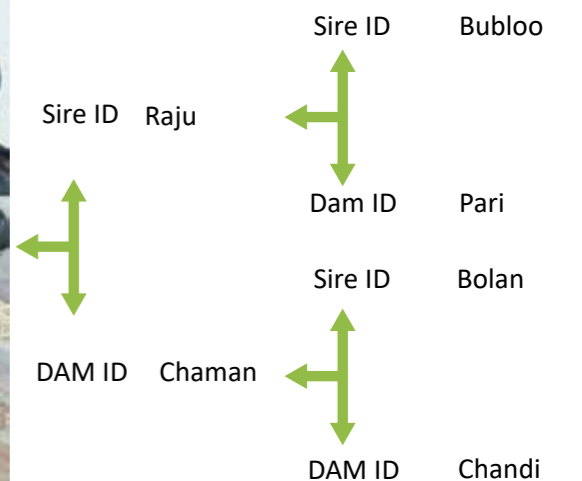 Sire ID Bubloo
Sire ID Raju
Dam ID Pari
Sire ID Bolan
DAM ID Chaman
DAM ID Chandi